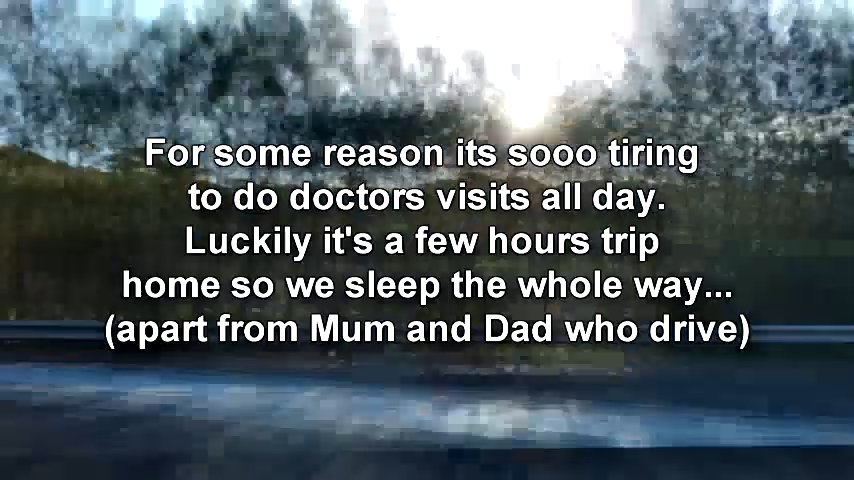 For some reason its sooo tiring
to do doctors visits all day.
Luckily it's a few hours trip
home so we sleep the whole way...
(apart from Mum and Dad who drive)